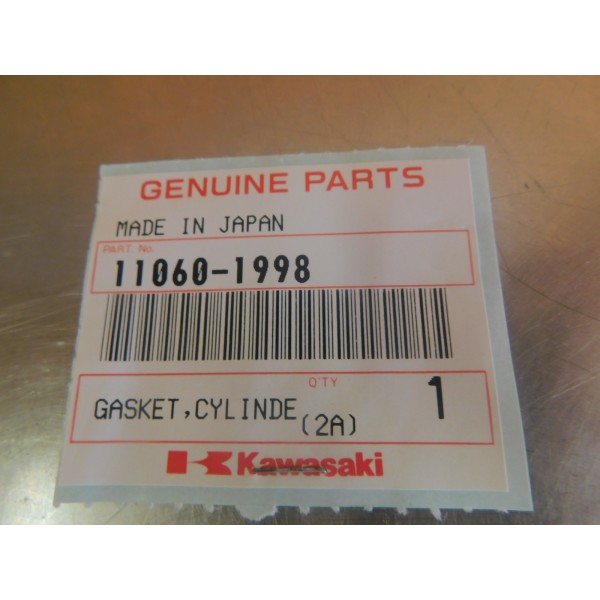 GENUINE PARTS
MADE IN JAPAN
PART. No.
11060-1998
Q'TY
GASKET,CYLINDE (2A) 1
Kawasaki